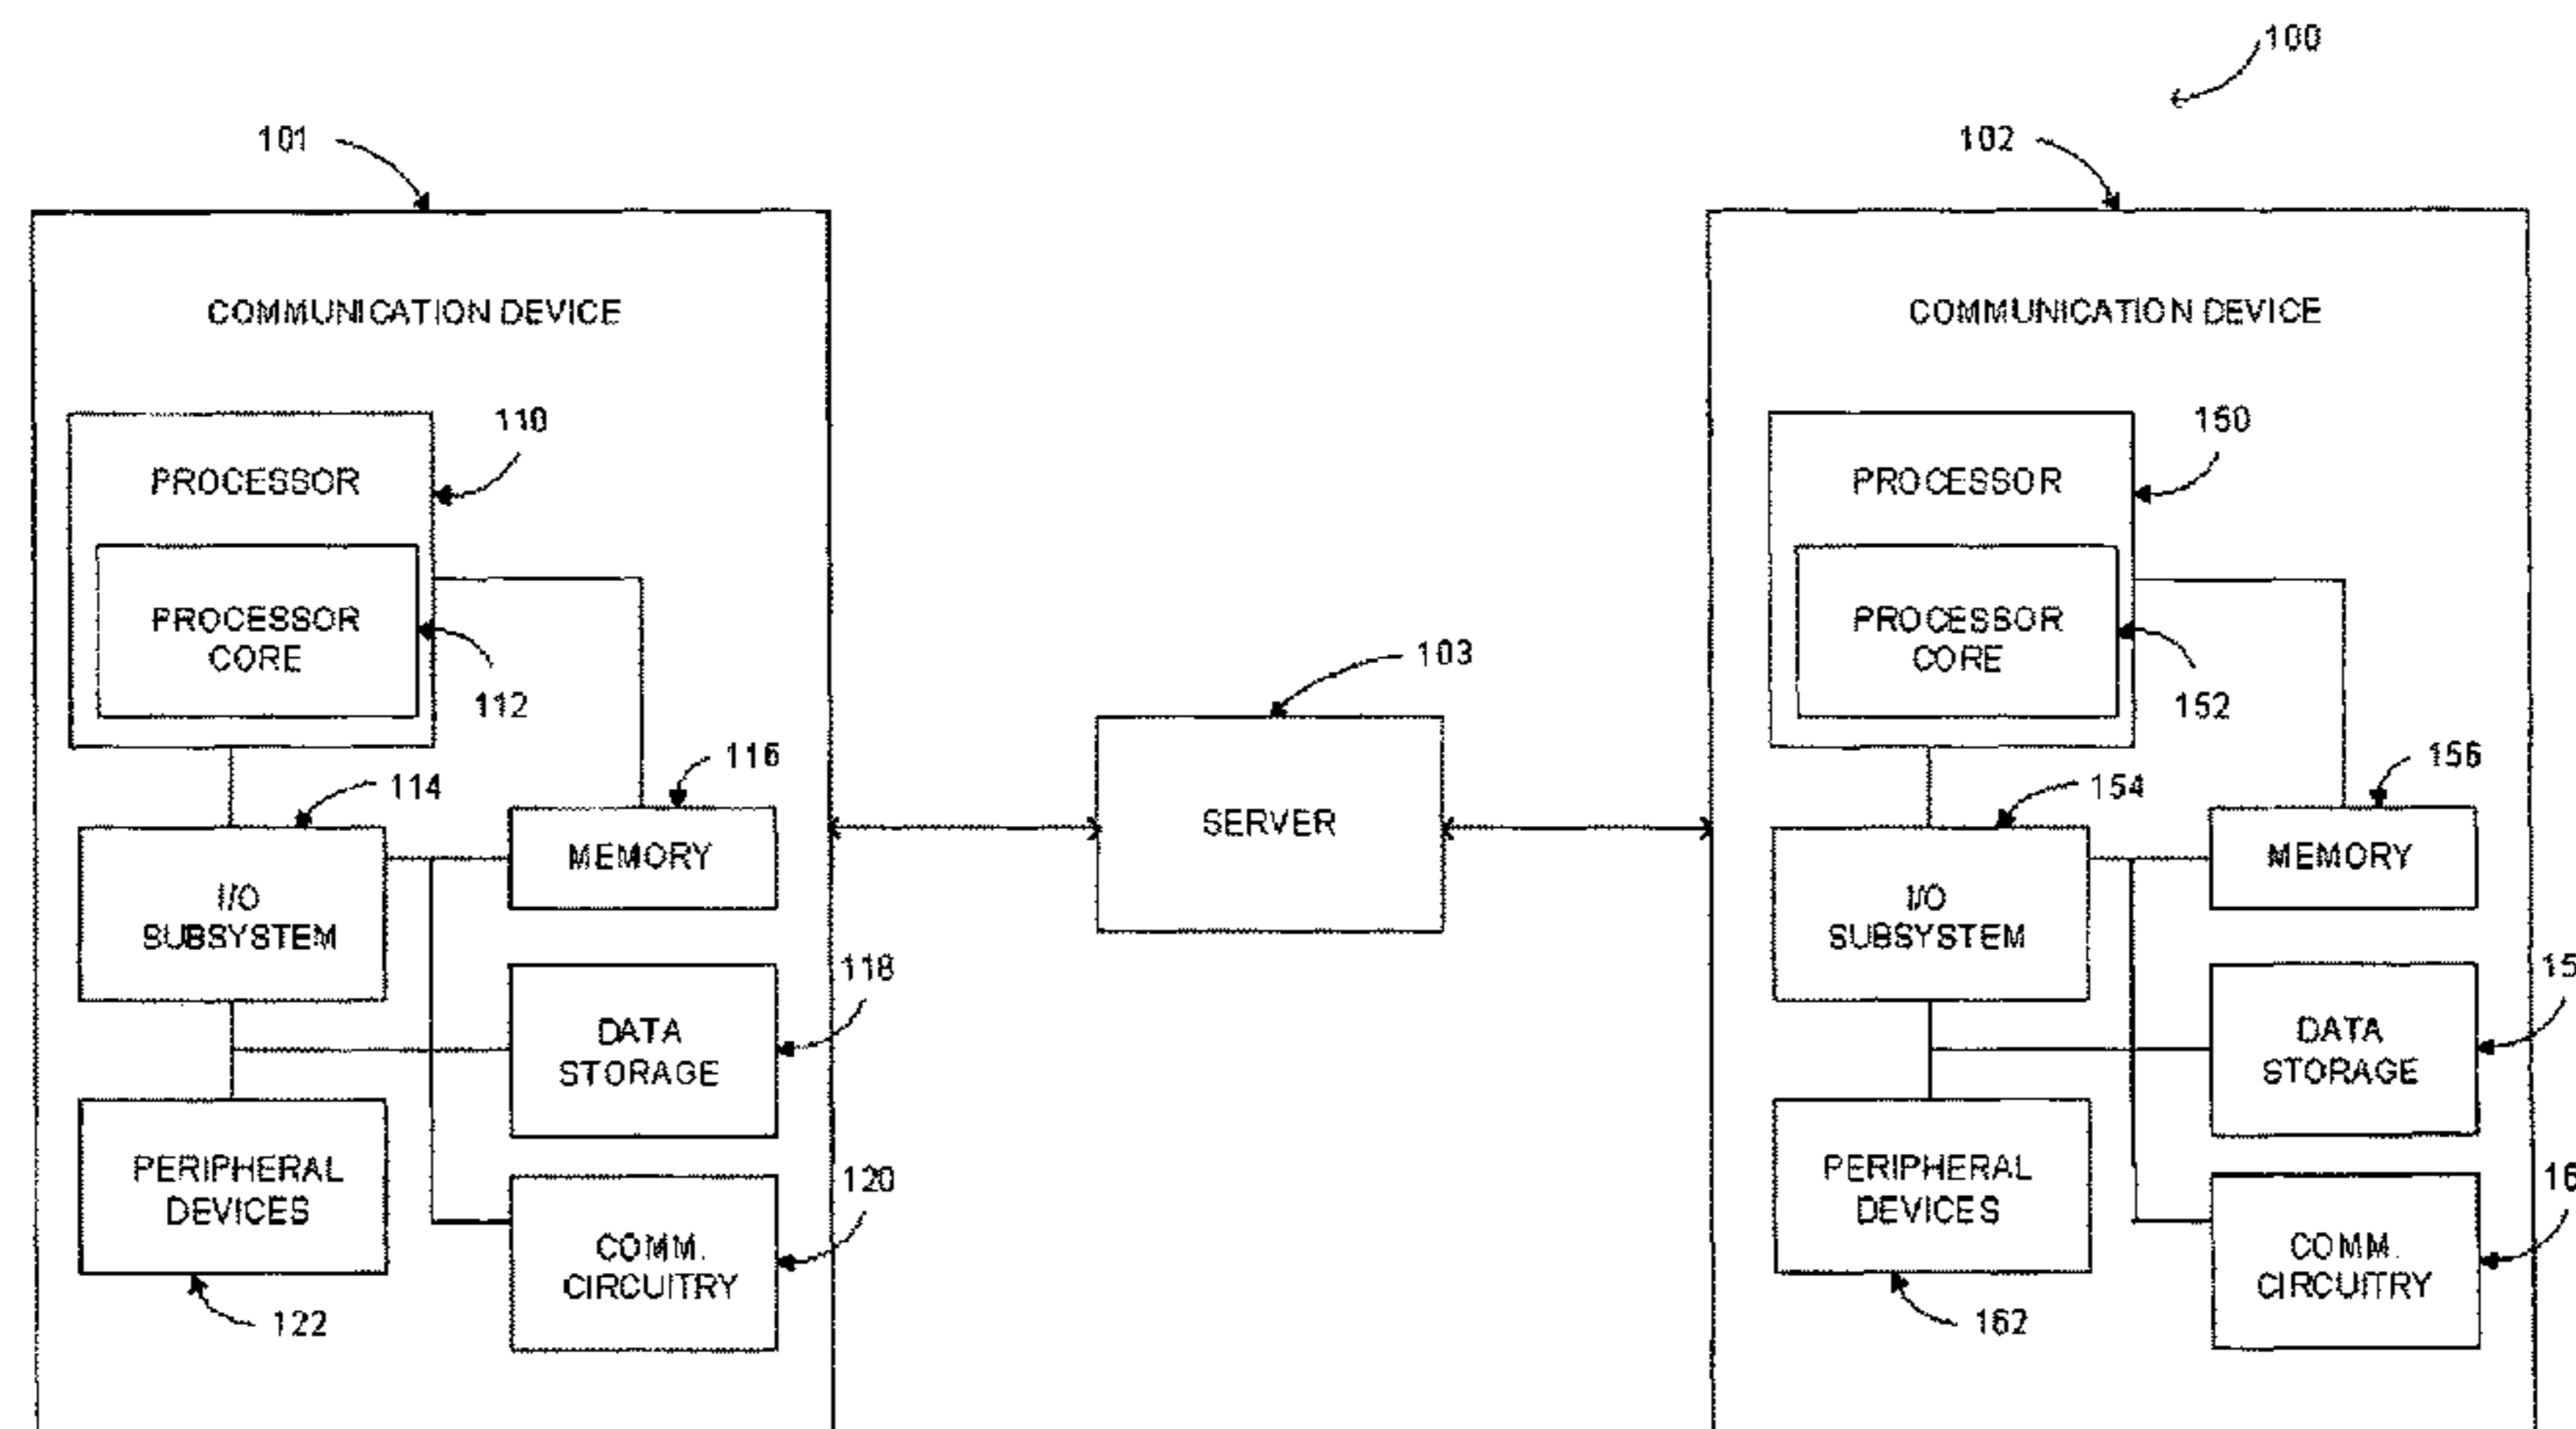 100
101
102
COMMUNICATION DEVICE
COMMUNICATION DEVICE
110
PROCESSOR
PROCESSOR
CORE
112
114
116
MEMORY
I/O
SUBSYSTEM
118
DATA
STORAGE
PERIPHERAL
DEVICES
120
COMM.
CIRCUITRY
122
103
SERVER
150
PROCESSOR
PROCESSOR
CORE
152
154
156
MEMORY
I/O
SUBSYSTEM
DATA
STORAGE
PERIPHERAL
DEVICES
COMM.
CIRCUITRY
162